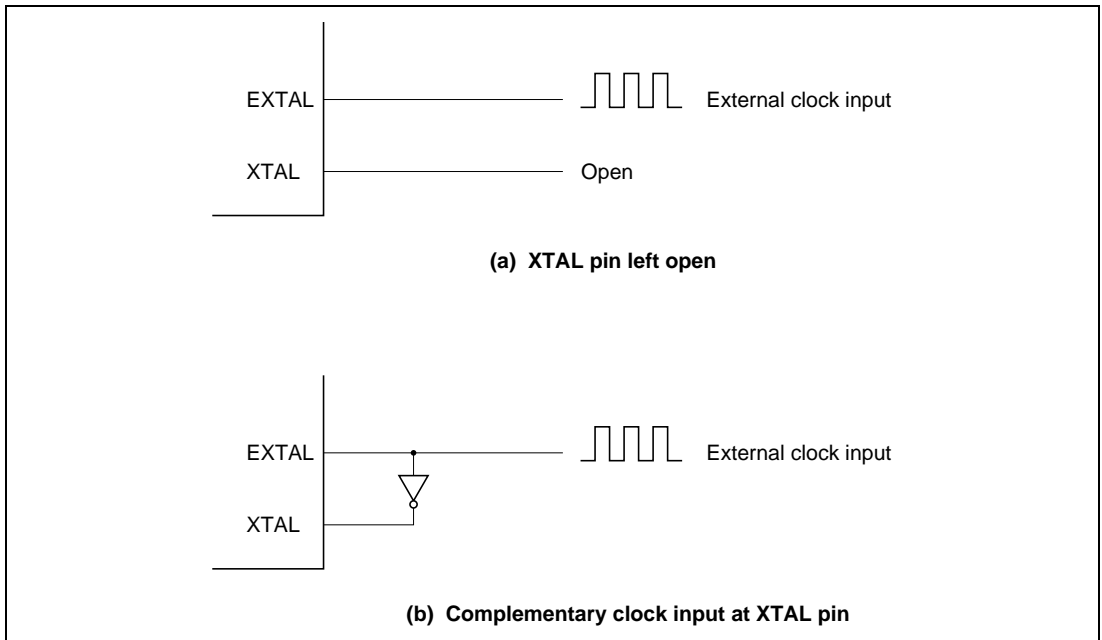 EXTAL
External clock input
XTAL
Open
(a) XTAL pin left open
EXTAL
External clock input
XTAL
(b) Complementary clock input at XTAL pin